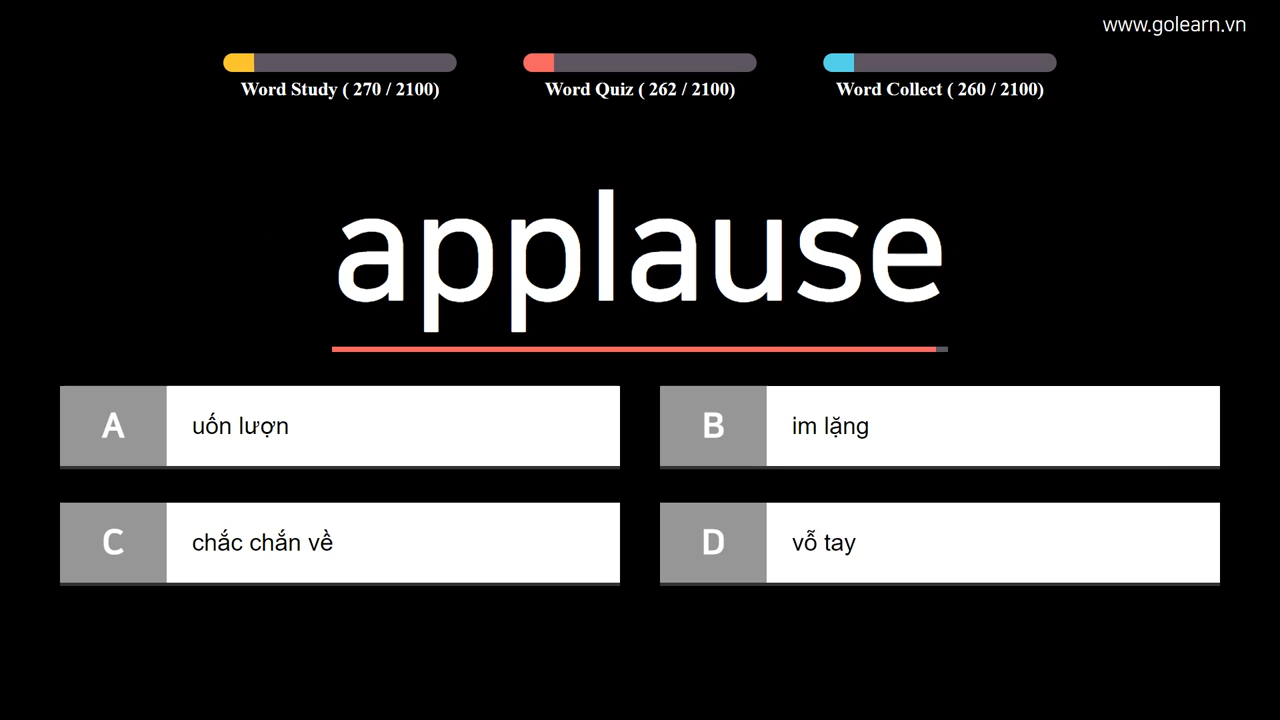 www.golearn.vn
Word Study ( 270 / 2100)
Word Quiz ( 262 / 2100)
Word Collect ( 260 / 2100)
applause
A uốn lượn
B im lặng
C chắc chắn về
D vỗ tay